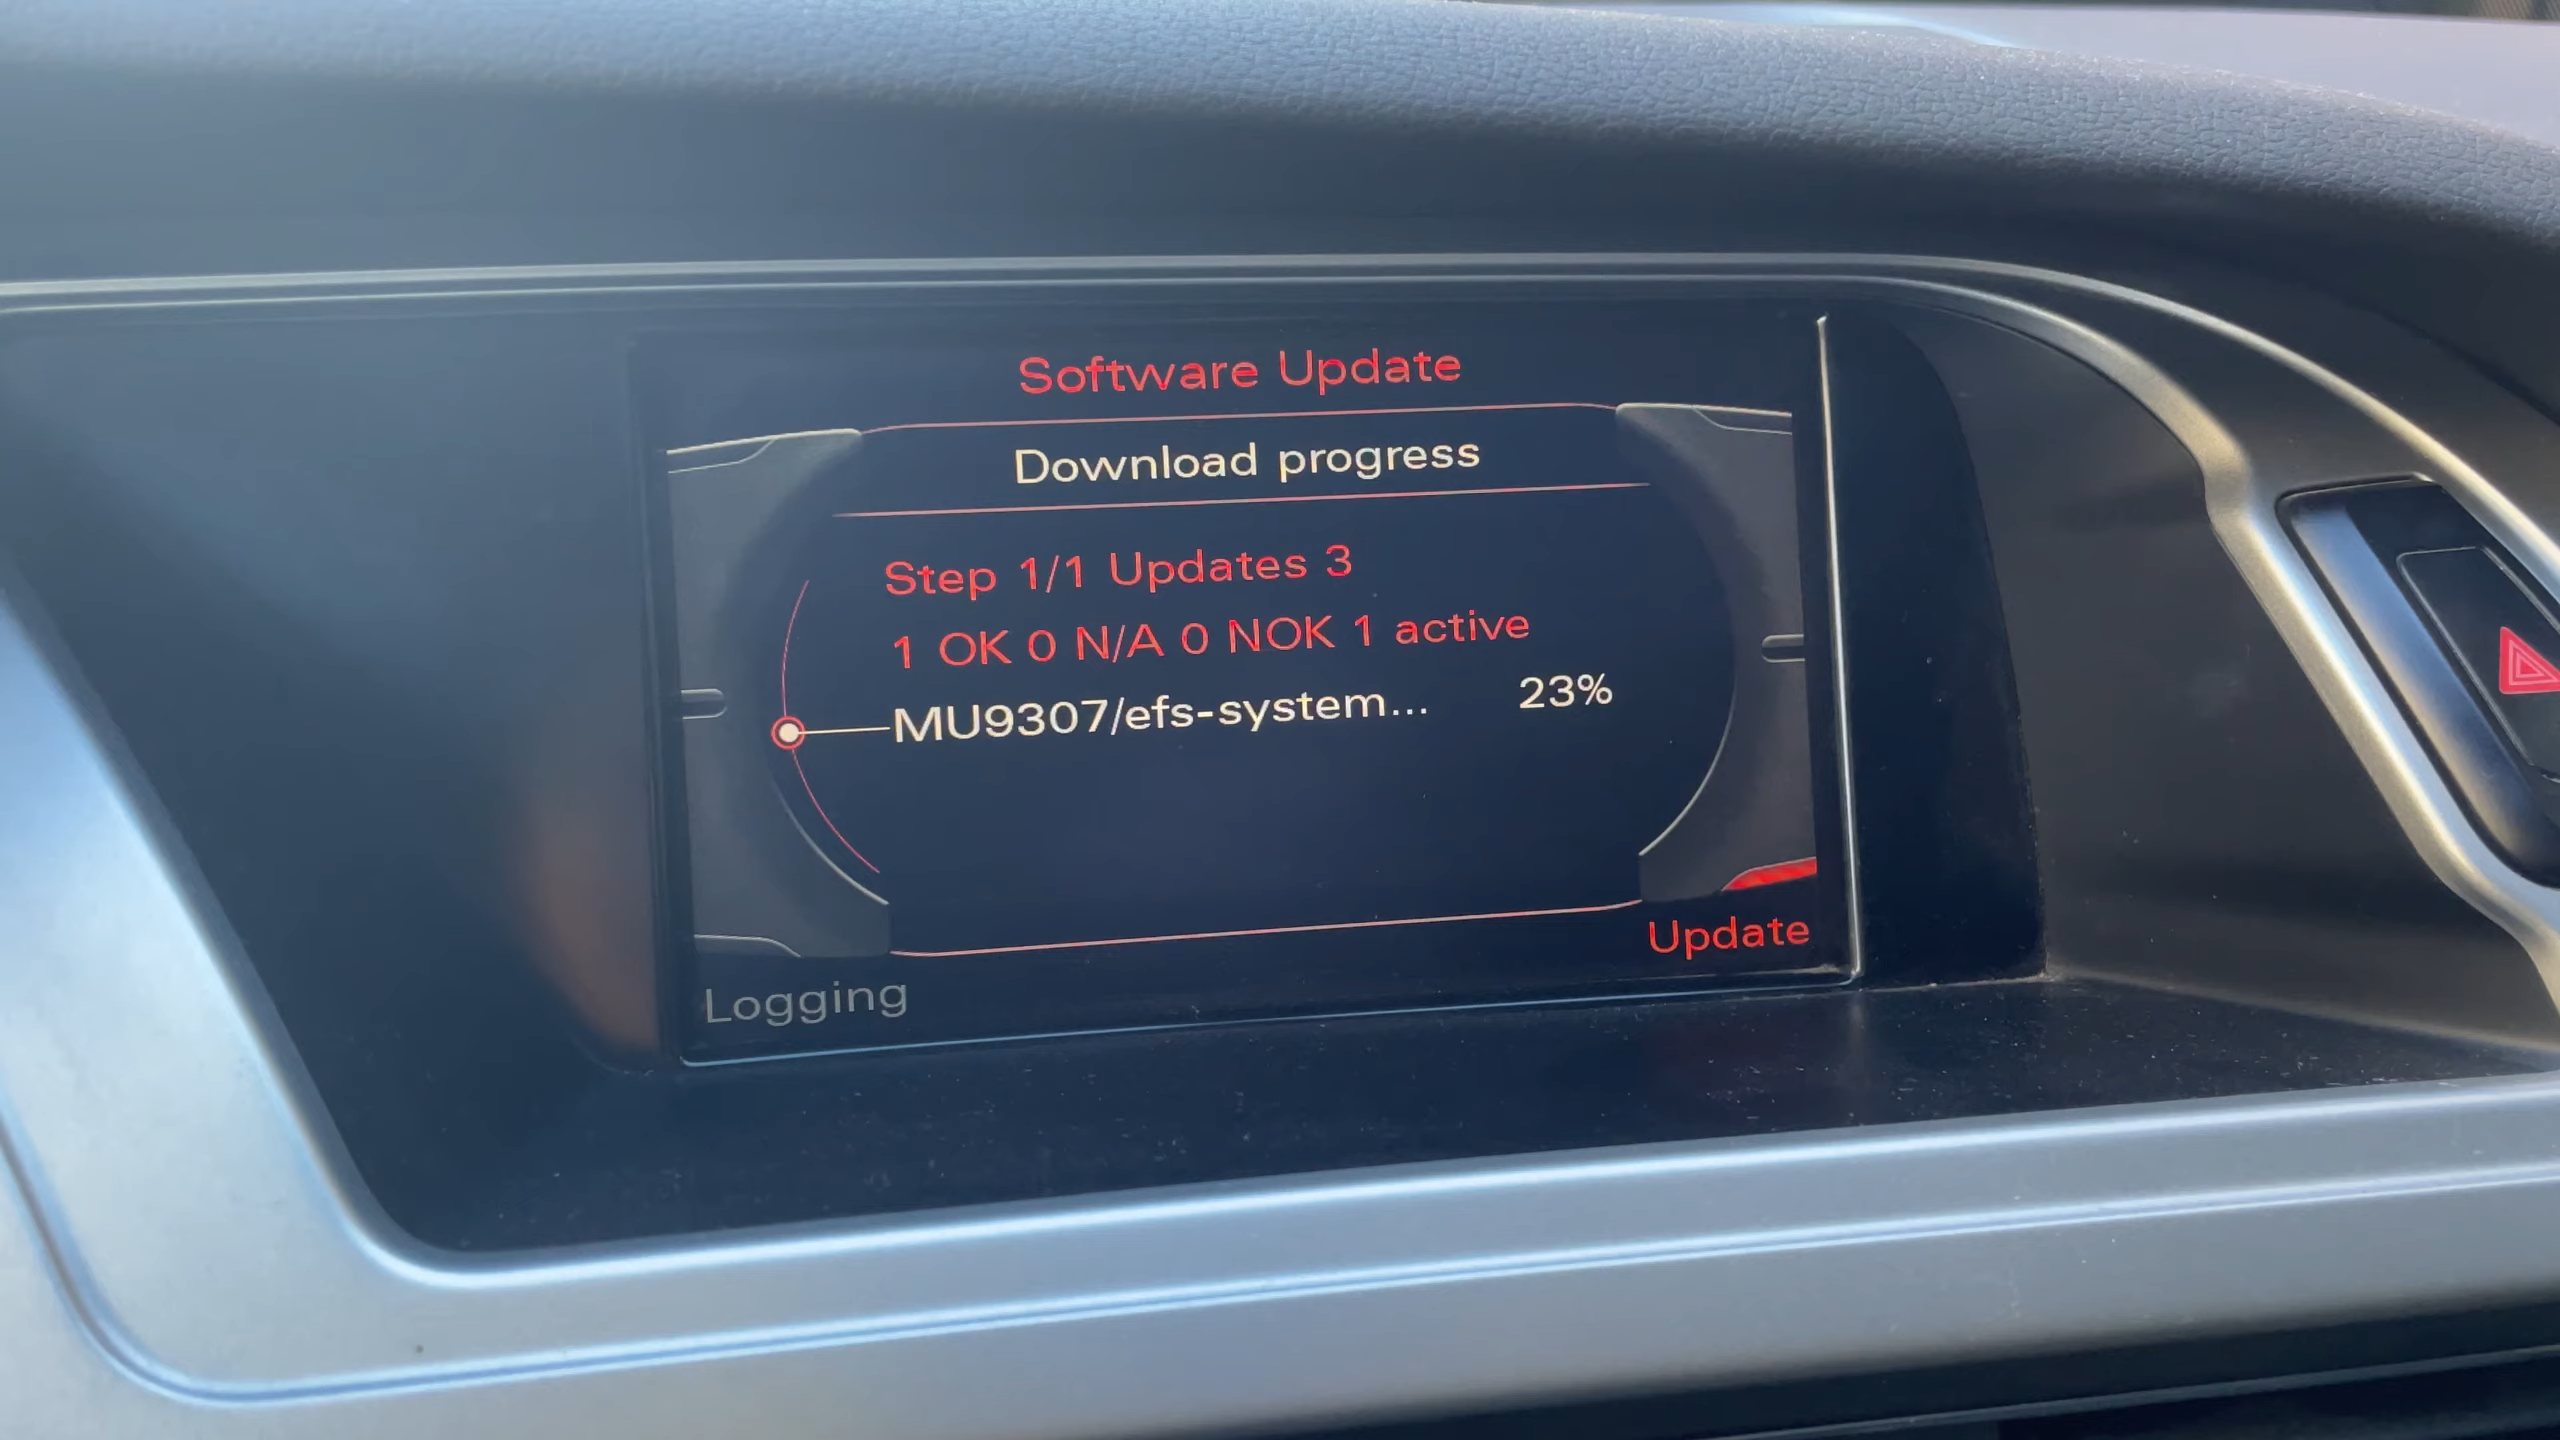 Software Update
Download progress
Step 1/1 Updates 3
1 OK 0 N/A 0 NOK 1 active
MU9307/efs-system... 23%
Update
Logging